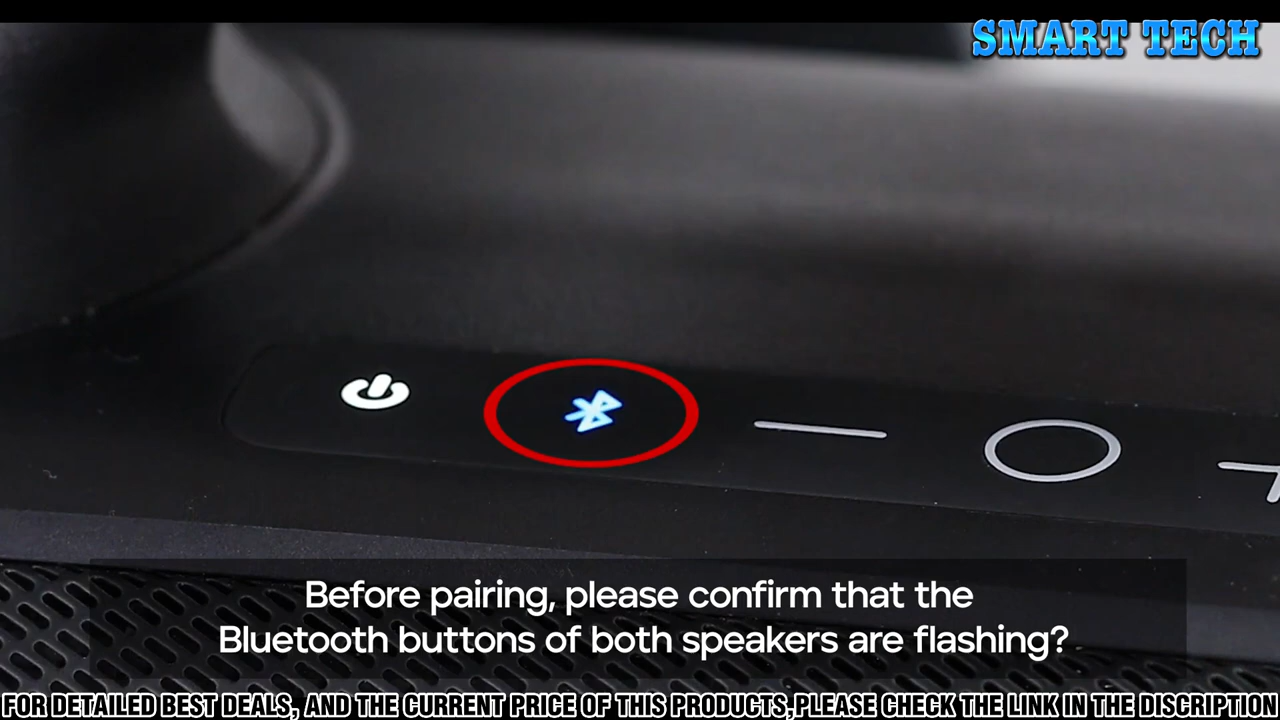 SMART TECH
Before pairing, please confirm that the
Bluetooth buttons of both speakers are flashing?
FOR DETAILED BEST DEALS, AND THE CURRENT PRICE OF THIS PRODUCTS,PLEASE CHECK THE LINK IN THE DISCRIPTION